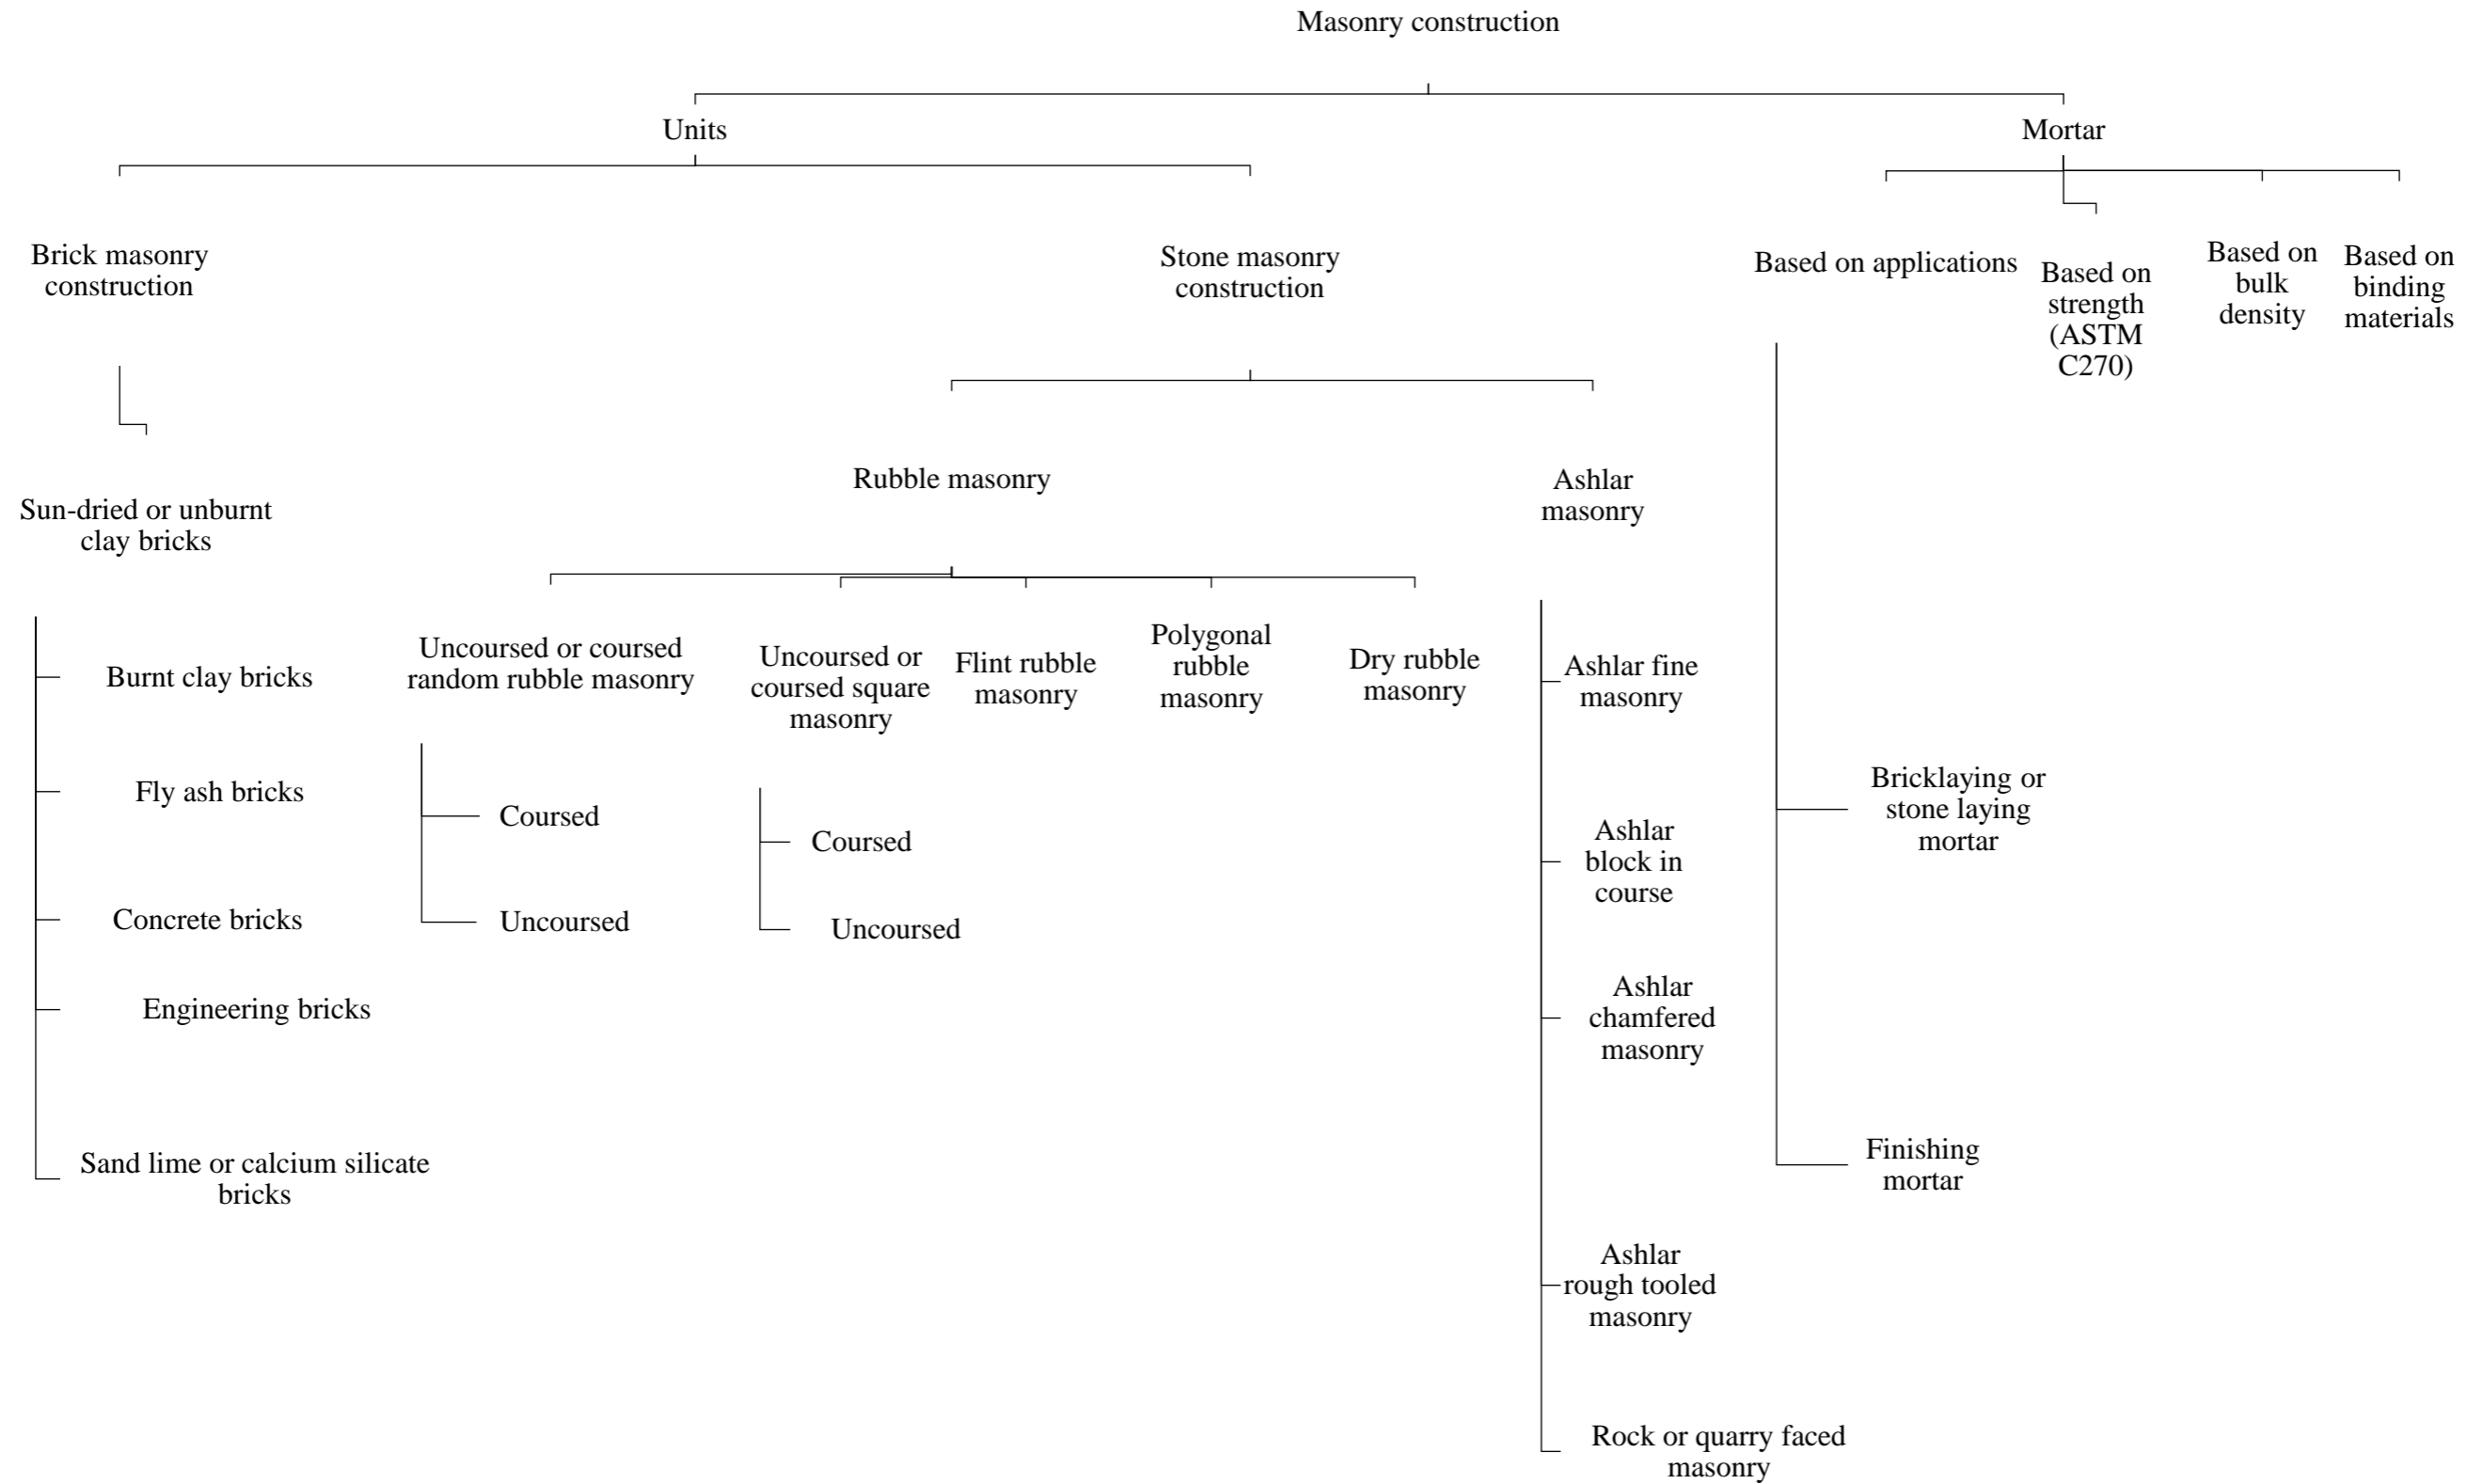 Masonry construction
Units
Mortar
Brick masonry
construction
Stone masonry
construction
Based on applications
Based on
strength
(ASTM
C270)
Based on
bulk
density
Based on
binding
materials
Sun-dried or unburnt
clay bricks
Rubble masonry
Ashlar
masonry
Burnt clay bricks
Fly ash bricks
Concrete bricks
Engineering bricks
Sand lime or calcium silicate
bricks
Uncoursed or coursed
random rubble masonry
Coursed
Uncoursed
Uncoursed or
coursed square
masonry
Coursed
Uncoursed
Flint rubble
masonry
Polygonal
rubble
masonry
Dry rubble
masonry
Ashlar fine
masonry
Ashlar
block in
course
Ashlar
chamfered
masonry
Ashlar
rough tooled
masonry
Rock or quarry faced
masonry
Bricklaying or
stone laying
mortar
Finishing
mortar